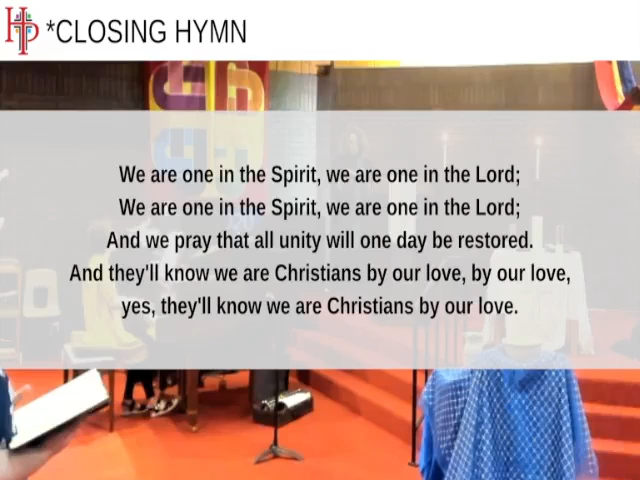 *CLOSING HYMN
We are one in the Spirit, we are one in the Lord;
We are one in the Spirit, we are one in the Lord;
And we pray that all unity will one day be restored.
And they'll know we are Christians by our love, by our love,
yes, they'll know we are Christians by our love.